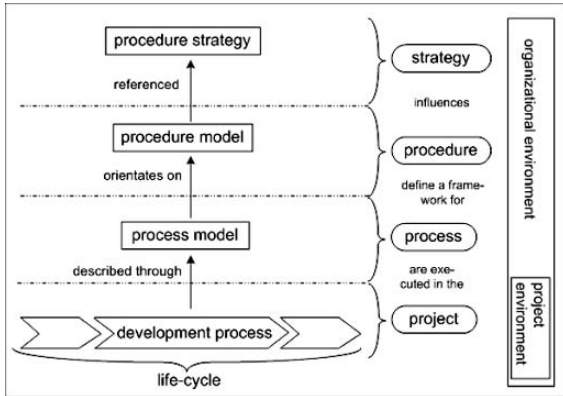 procedure strategy
strategy
referenced
influences
procedure model
procedure
orientates on
define a frame-
work for
process model
process
described through
are exe-
cuted in the
development process
project
life-cycle
organizational environment
project
environment